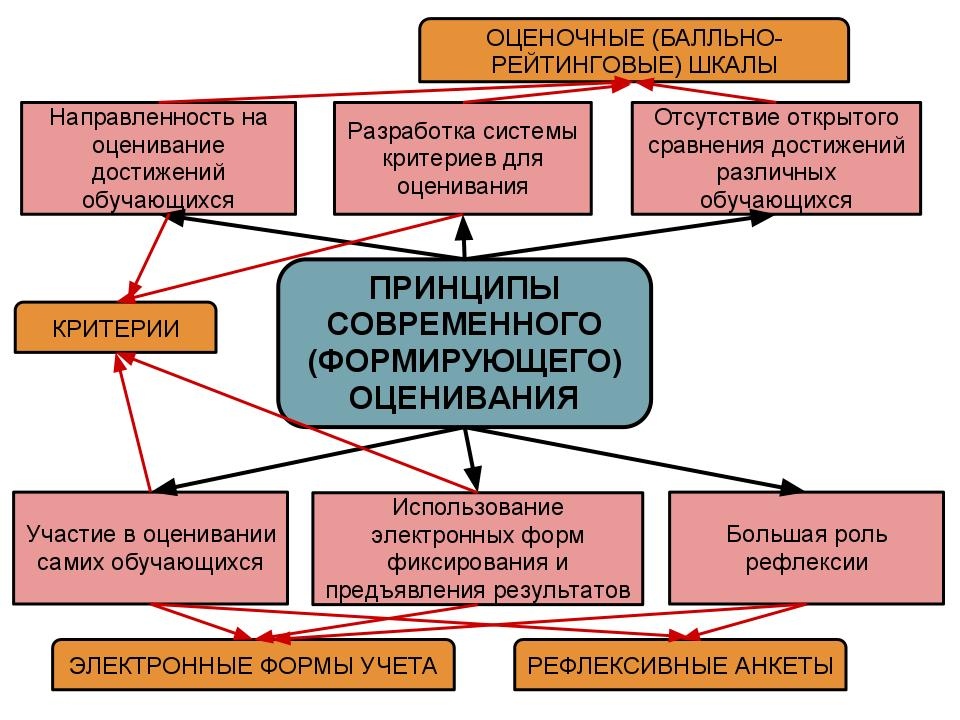 ОЦЕНОЧНЫЕ (БАЛЛЬНО-
РЕЙТИНГОВЫЕ) ШКАЛЫ
Направленность на
оценивание
достижений
обучающихся
Разработка системы
критериев для
оценивания
Отсутствие открытого
сравнения достижений
различных
обучающихся
ПРИНЦИПЫ
СОВРЕМЕННОГО
(ФОРМИРУЮЩЕГО)
ОЦЕНИВАНИЯ
КРИТЕРИИ
Участие в оценивании
самих обучающихся
Использование
электронных форм
фиксирования и
предъявления результатов
Большая роль
рефлексии
ЭЛЕКТРОННЫЕ ФОРМЫ УЧЕТА
РЕФЛЕКСИВНЫЕ АНКЕТЫ